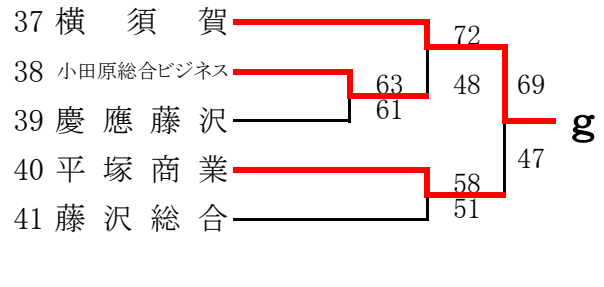 37 横須賀
72
38 小田原総合ビジネス
63
48
69
61
39 慶應藤沢
g
40 平塚商業
47
58
51
41 藤沢総合